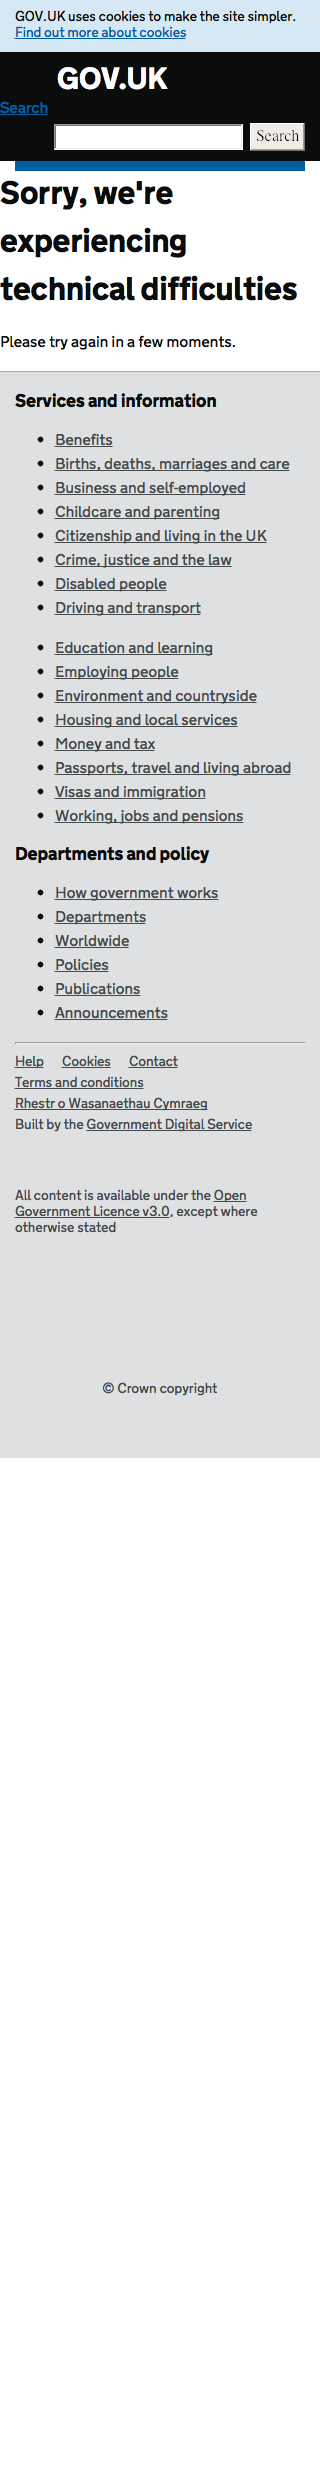 GOV.UK uses cookies to make the site simpler.
Find out more about cookies
GOV.UK
Search
Search
Sorry, we're
experiencing
technical difficulties
Please try again in a few moments.
Services and information
Benefits
Births, deaths, marriages and care
Business and self-employed
Childcare and parenting
Citizenship and living in the UK
Crime, justice and the law
Disabled people
Driving and transport
Education and learning
Employing people
Environment and countryside
Housing and local services
Money and tax
Passports, travel and living abroad
Visas and immigration
Working, jobs and pensions
Departments and policy
How government works
Departments
Worldwide
Policies
Publications
Announcements
Help Cookies Contact
Terms and conditions
Rhestr o Wasanaethau Cymraeg
Built by the Government Digital Service
All content is available under the Open
Government Licence v3.0, except where
otherwise stated
© Crown copyright